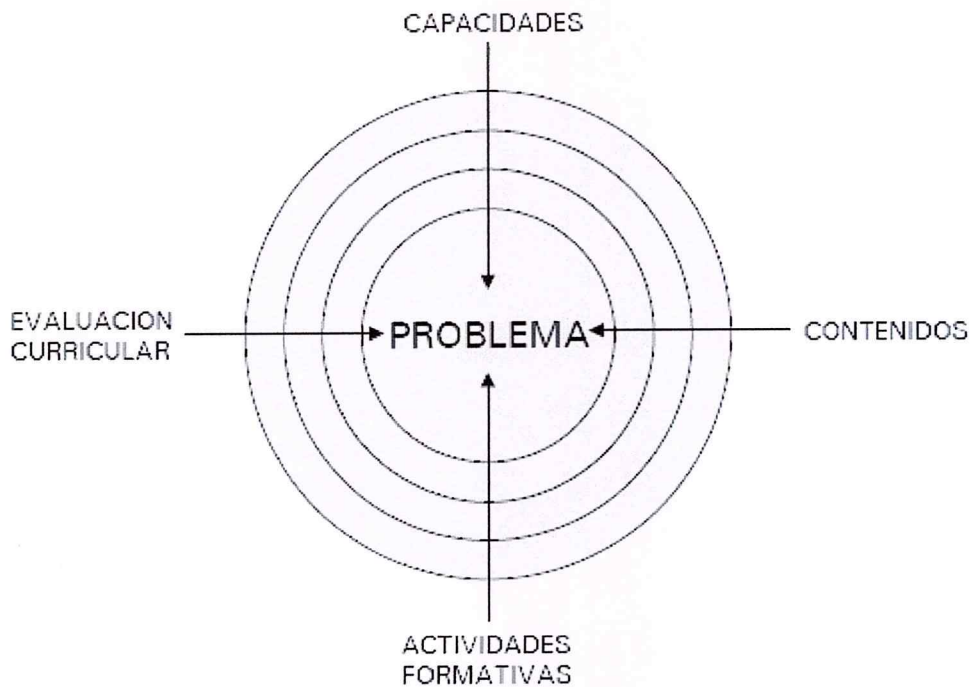 CAPACIDADES
EVALUACION
CURRICULAR
PROBLEMA
CONTENIDOS
ACTIVIDADES
FORMATIVAS